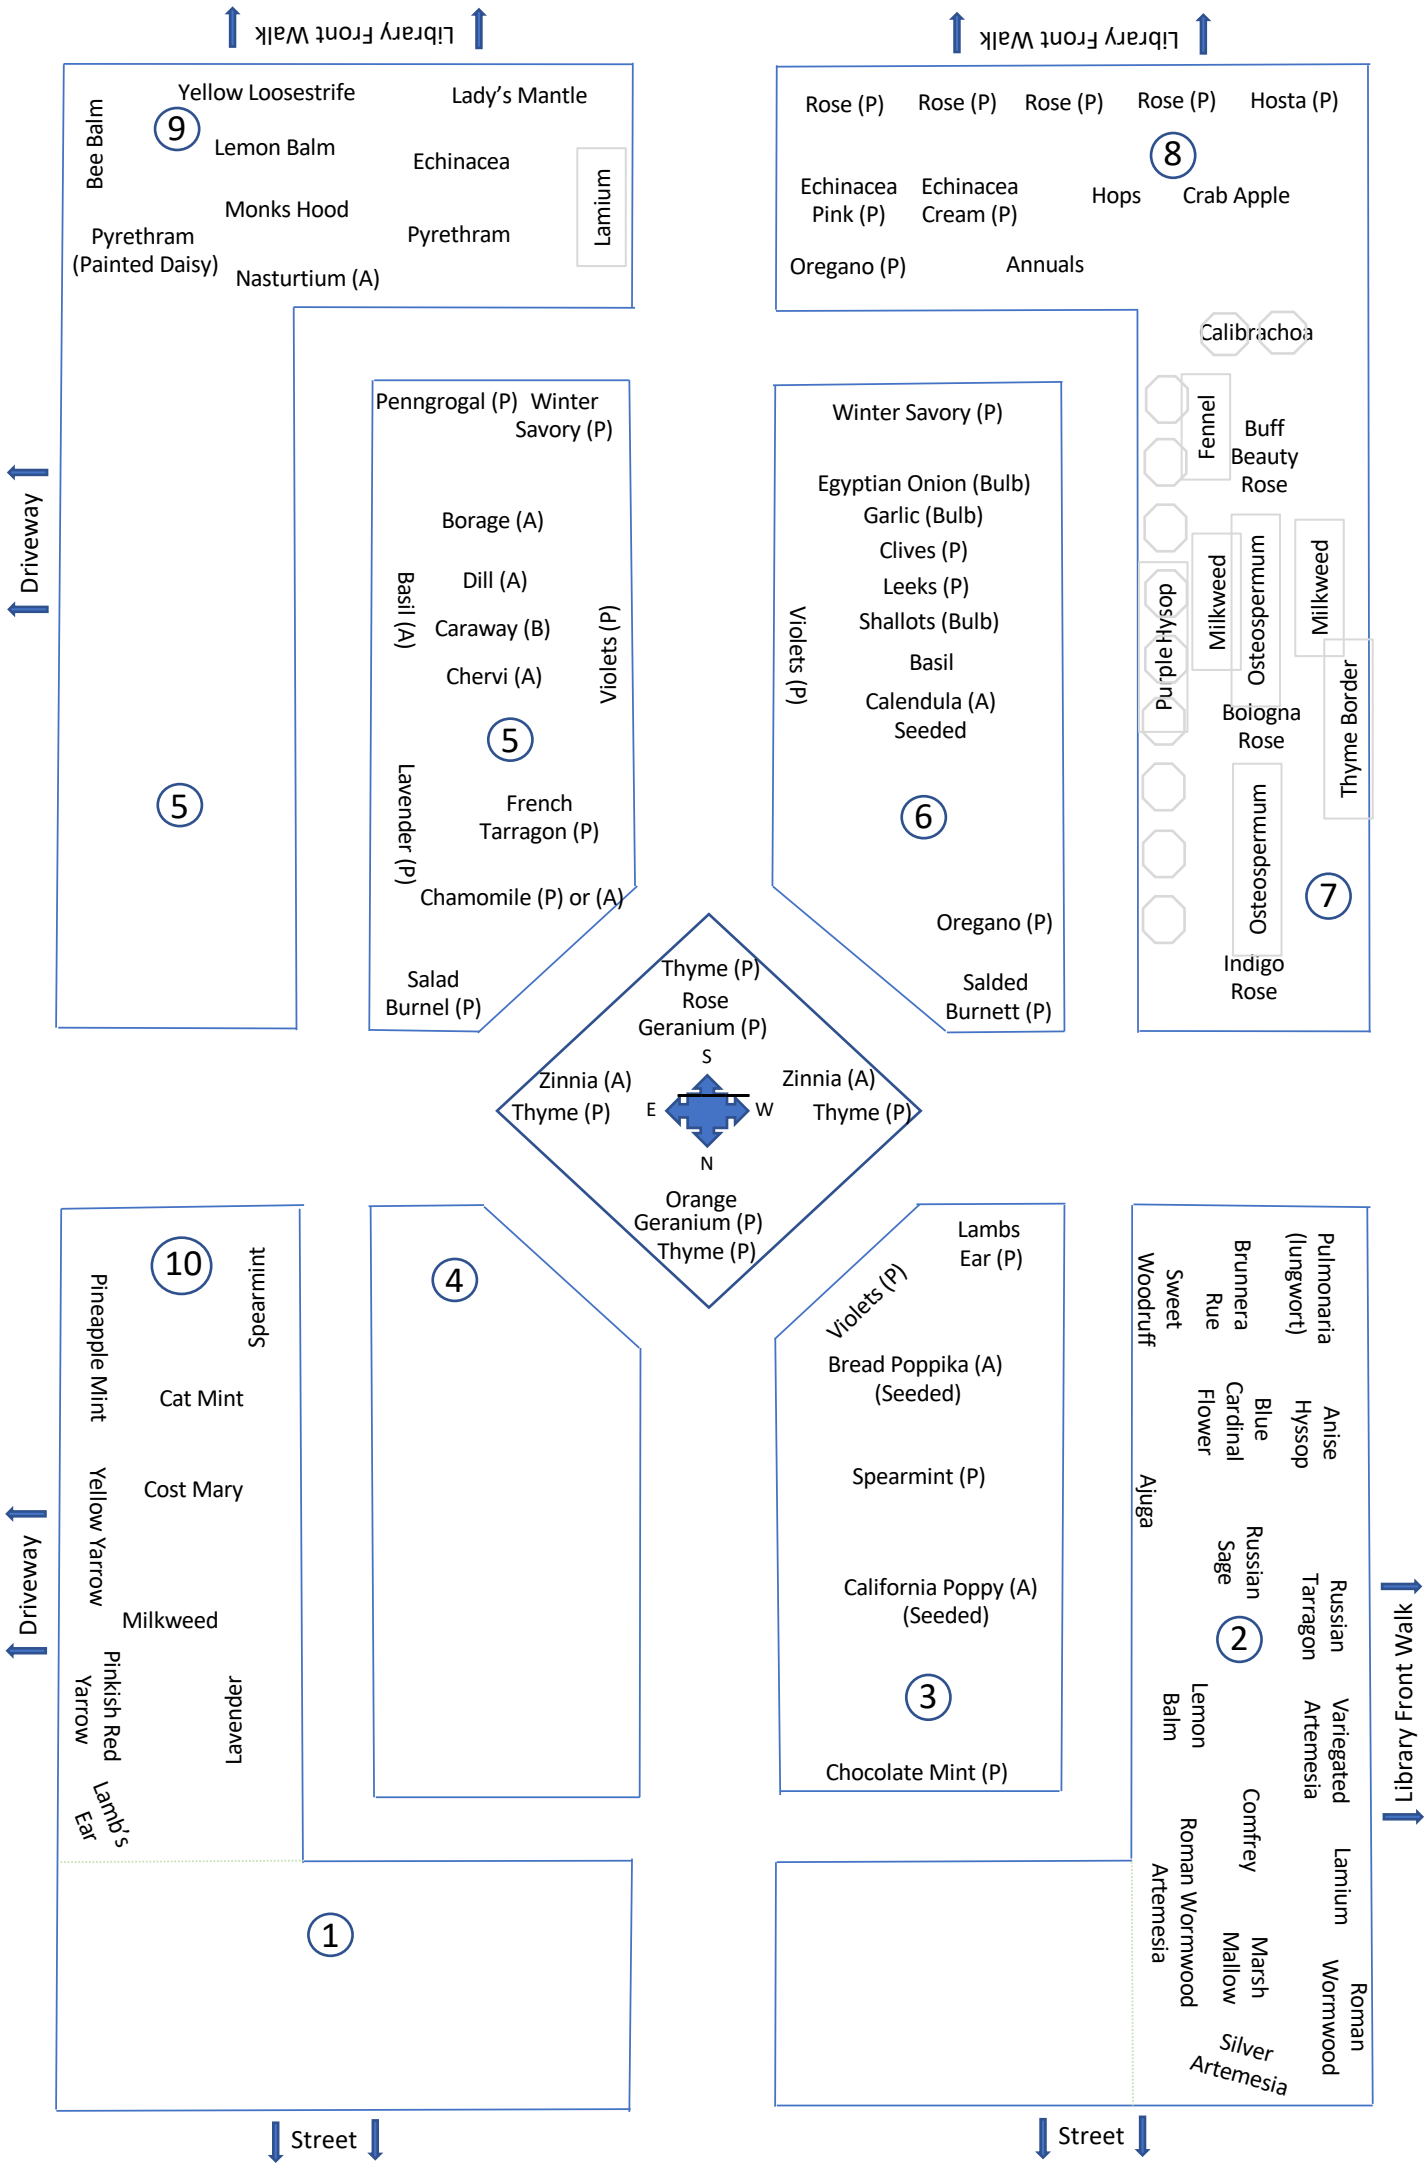 Library Front Walk
Library Front Walk
Yellow Loosestrife
Lady's Mantle
Bee Balm
9
Lemon Balm
Echinacea
Lamium
Monks Hood
Pyrethram
Pyrethram
(Painted Daisy)
Nasturtium (A)
Rose (P)
Rose (P)
Rose (P)
Rose (P)
Hosta (P)
8
Echinacea
Pink (P)
Echinacea
Cream (P)
Hops
Crab Apple
Oregano (P)
Annuals
Driveway
5
Penngrogal (P)
Winter
Savory (P)
Borage (A)
Basil (A)
Dill (A)
Caraway (B)
Chervi (A)
Violets (P)
5
Lavender (P)
French
Tarragon (P)
Chamomile (P) or (A)
Salad
Burnel (P)
Winter Savory (P)
Egyptian Onion (Bulb)
Garlic (Bulb)
Clives (P)
Leeks (P)
Shallots (Bulb)
Violets (P)
Basil
Calendula (A)
Seeded
6
Oregano (P)
Salded
Burnett (P)
Calibrachoa
Fennel
Buff
Beauty
Rose
Purple Hyssop
Milkweed
Osteospermum
Milkweed
Bologna
Rose
Thyme Border
Osteospermum
7
Indigo
Rose
Thyme (P)
Rose
Geranium (P)
S
Zinnia (A)
Zinnia (A)
Thyme (P)
E
W
Thyme (P)
N
Orange
Geranium (P)
Thyme (P)
10
Spearmint
Pineapple Mint
Cat Mint
Yellow Yarrow
Cost Mary
Driveway
Milkweed
Pinkish Red
Yarrow
Lavender
Lamb's
Ear
4
Lambs
Ear (P)
Violets (P)
Bread Poppika (A)
(Seeded)
Spearmint (P)
California Poppy (A)
(Seeded)
3
Chocolate Mint (P)
Pulmonaria
(lungwort)
Brunnera
Rue
Sweet
Woodruff
Anise
Hyssop
Blue
Cardinal
Flower
Ajuga
Russian
Sage
Russian
Tarragon
2
Library Front Walk
Lemon
Balm
Variegated
Artemesia
Comfrey
Roman Wormwood
Artemesia
Lamium
Marsh
Mallow
Roman
Wormwood
Silver
Artemesia
1
Street
Street